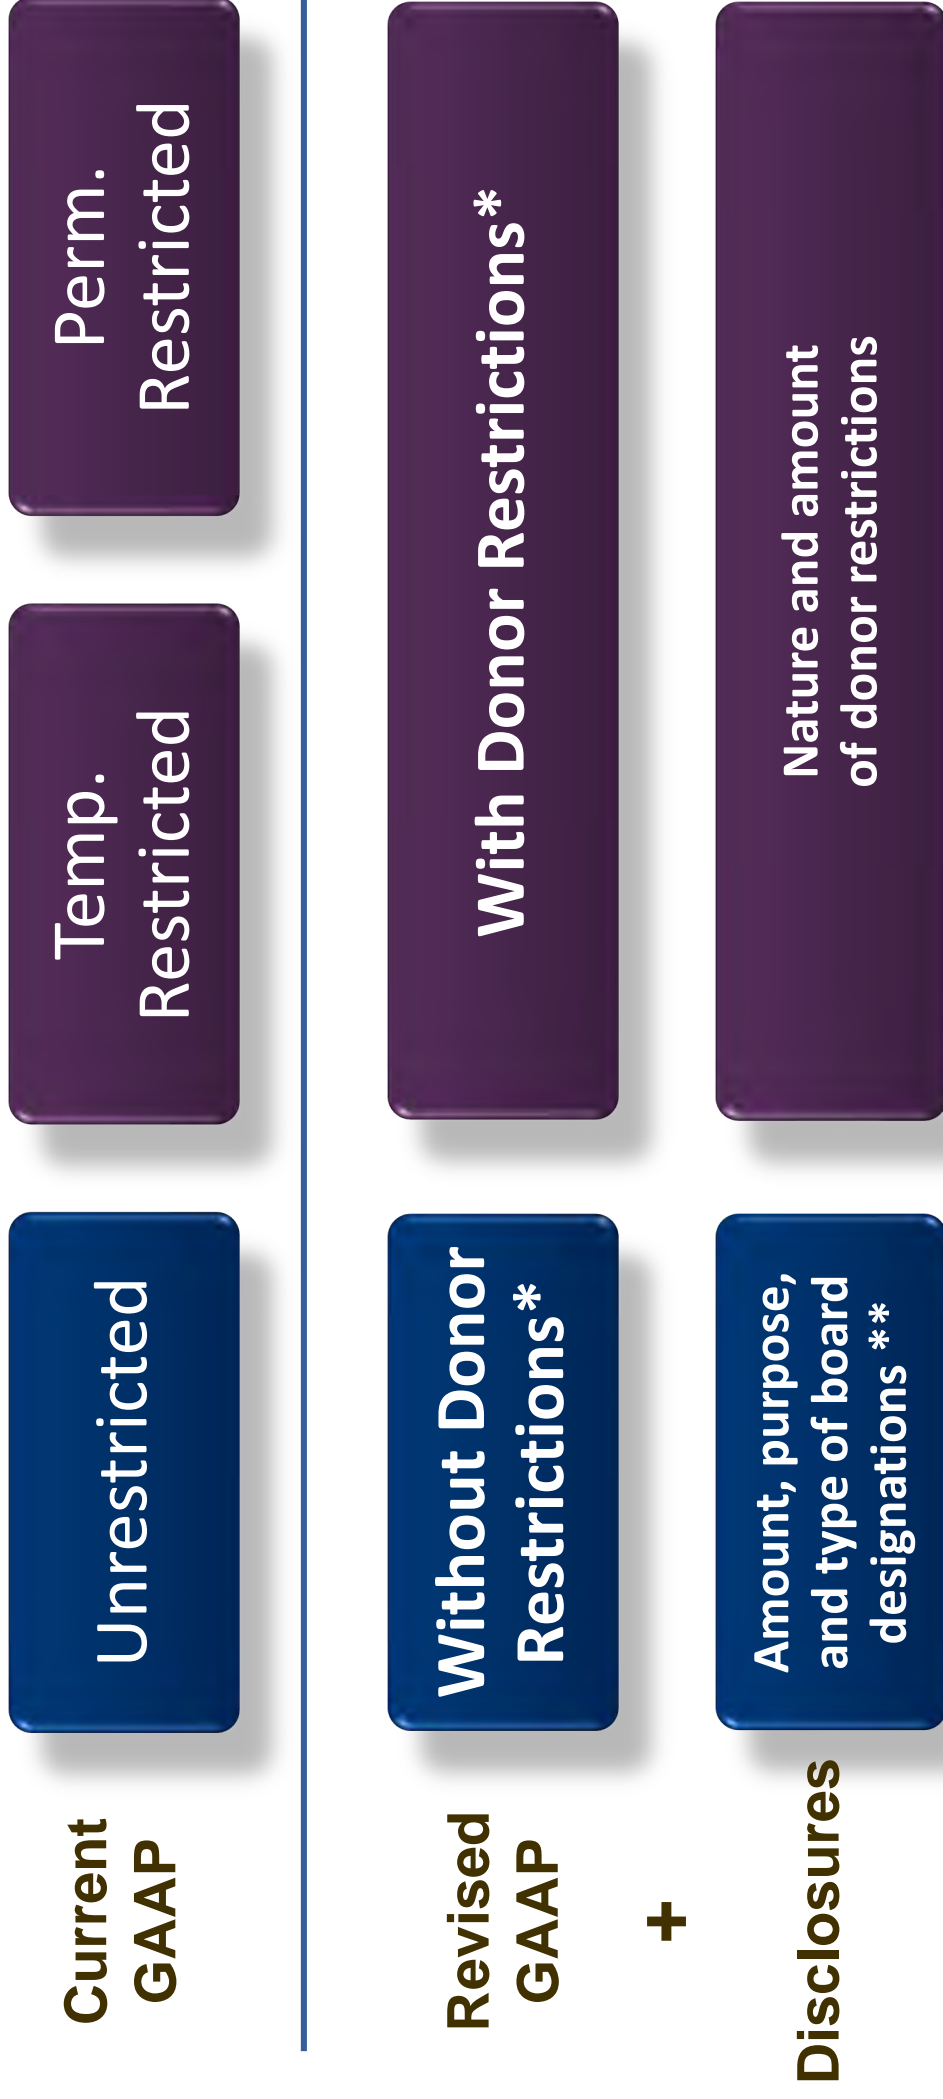 Current
GAAP
Unrestricted
Temp.
Restricted
Perm.
Restricted
Revised
GAAP
Without Donor
Restrictions*
With Donor Restrictions*
+
Disclosures
Amount, purpose,
and type of board
designations **
Nature and amount
of donor restrictions